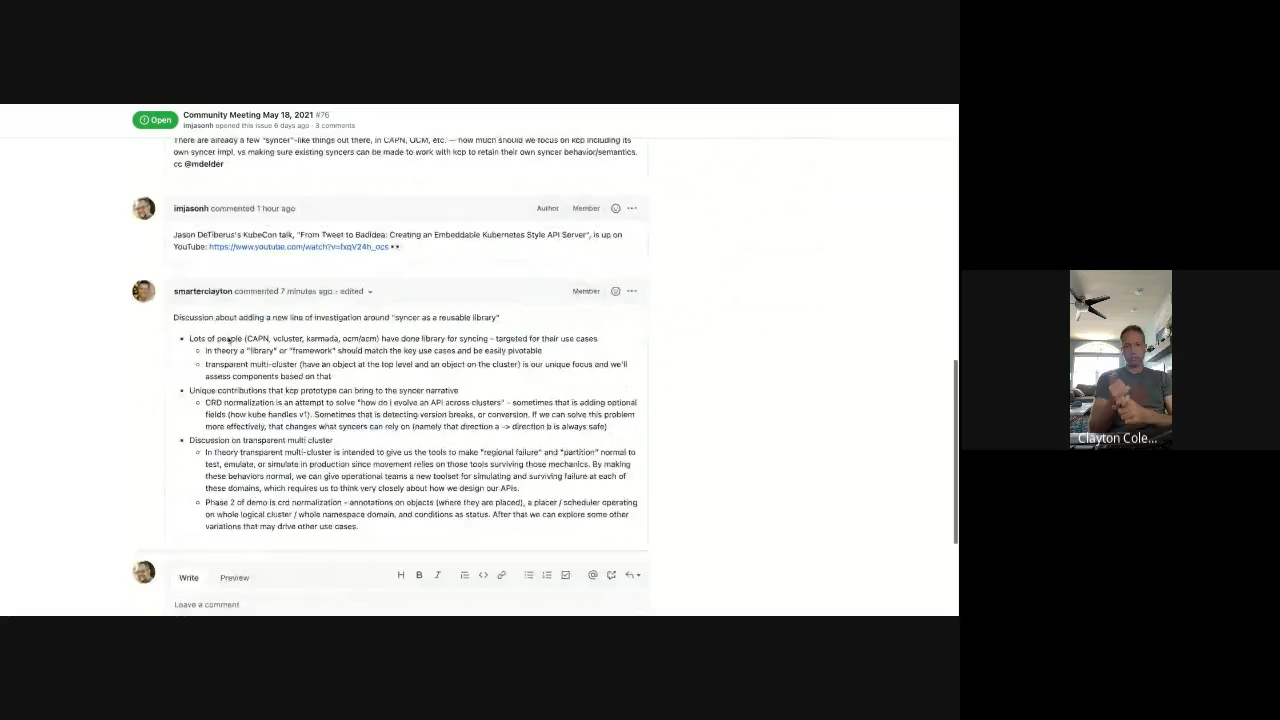 Open
Community Meeting May 18, 2021 #76
imjasonh opened this issue 6 days ago · 3 comments
There are already a few "syncer"-like things out there, in CAPN, OCM, etc. — how much should we focus on kcp including its
own syncer impl, vs making sure existing syncers can be made to work with kcp to retain their own syncer behavior/semantics.
cc @mdelder
imjasonh commented 1 hour ago
Author Member
Jason DeTiberus's KubeCon talk, "From Tweet to BadIdea: Creating an Embeddable Kubernetes Style API Server", is up on
YouTube: https://www.youtube.com/watch?v=fxqV24h_ocs 👀
smarterclayton commented 7 minutes ago · edited
Member
Discussion about adding a new line of investigation around "syncer as a reusable library"
Lots of people (CAPN, vcluster, karmada, ocm/acm) have done library for syncing - targeted for their use cases
in theory a "library" or "framework" should match the key use cases and be easily pivotable
transparent multi-cluster (have an object at the top level and an object on the cluster) is our unique focus and we'll
assess components based on that
Unique contributions that kcp prototype can bring to the syncer narrative
CRD normalization is an attempt to solve "how do i evolve an API across clusters" - sometimes that is adding optional
fields (how kube handles v1). Sometimes that is detecting version breaks, or conversion. If we can solve this problem
more effectively, that changes what syncers can rely on (namely that direction a -> direction b is always safe)
Discussion on transparent multi cluster
In theory transparent multi-cluster is intended to give us the tools to make "regional failure" and "partition" normal to
test, emulate, or simulate in production since movement relies on those tools surviving those mechanics. By making
these behaviors normal, we can give operational teams a new toolset for simulating and surviving failure at each of
these domains, which requires us to think very closely about how we design our APIs.
Phase 2 of demo is crd normalization - annotations on objects (where they are placed), a placer / scheduler operating
on whole logical cluster / whole namespace domain, and conditions as status. After that we can explore some other
variations that may drive other use cases.
Write Preview
Leave a comment
Clayton Cole...